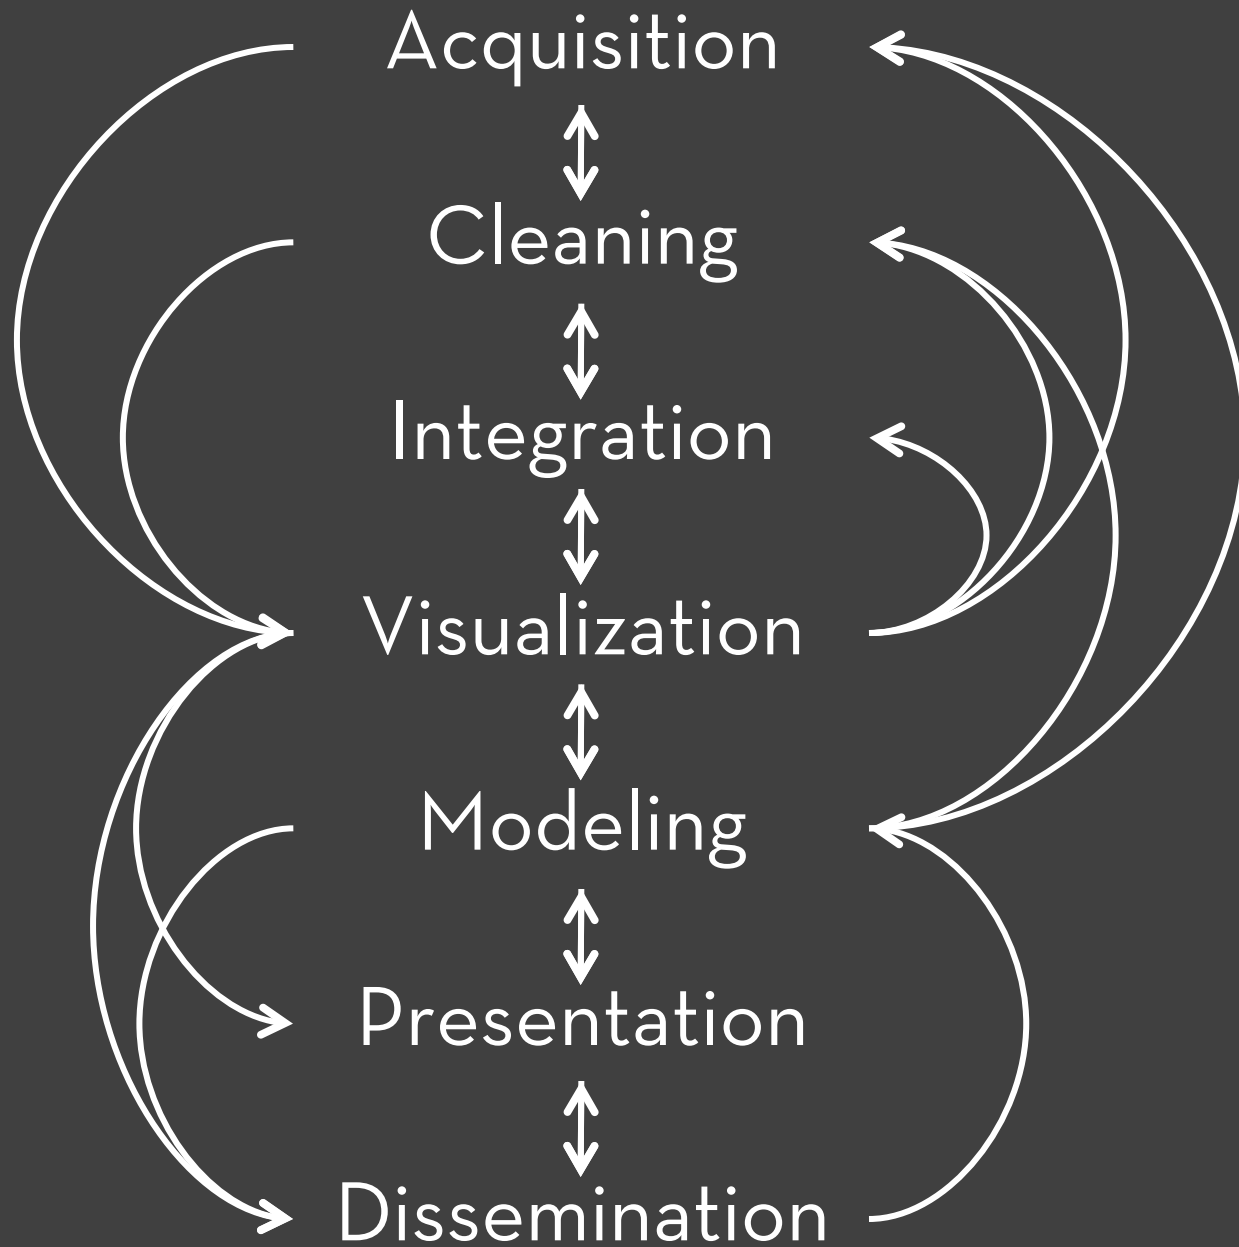 Acquisition
Cleaning
Integration
Visualization
Modeling
Presentation
Dissemination